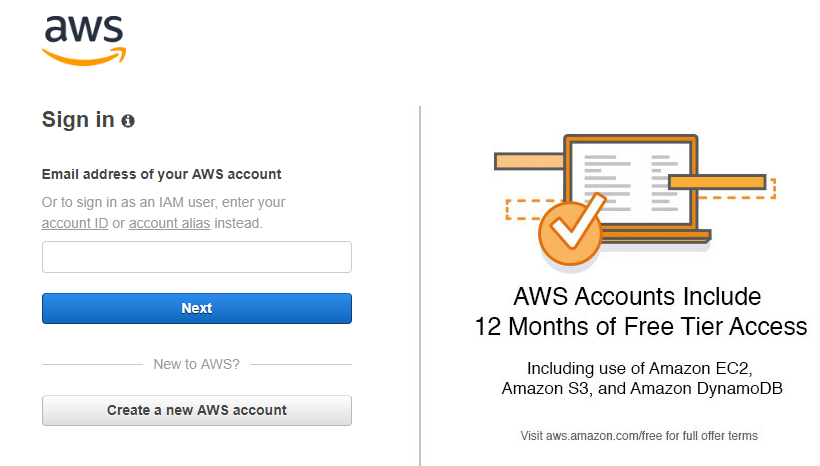 aws
Sign in
Email address of your AWS account
Or to sign in as an IAM user, enter your
account ID or account alias instead.
Next
New to AWS?
Create a new AWS account
AWS Accounts Include
12 Months of Free Tier Access
Including use of Amazon EC2,
Amazon S3, and Amazon DynamoDB
Visit aws.amazon.com/free for full offer terms